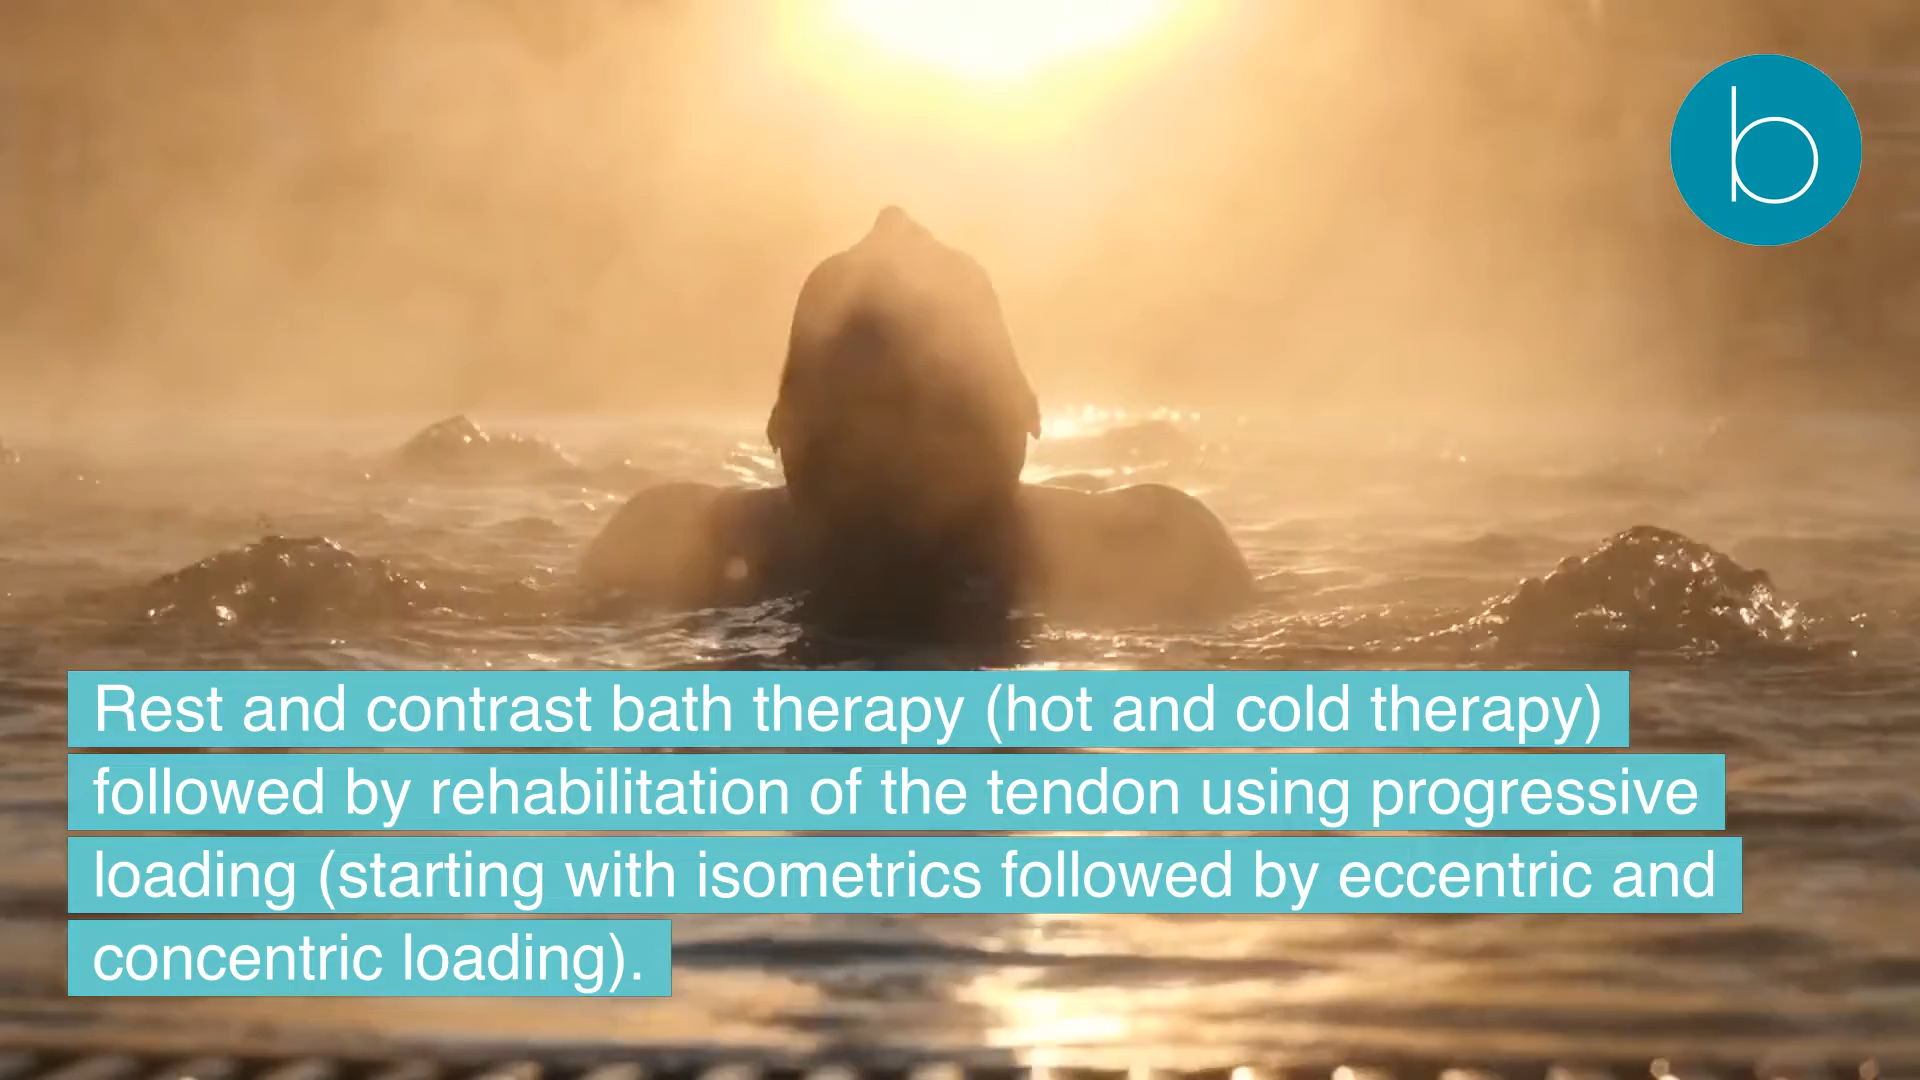 b
Rest and contrast bath therapy (hot and cold therapy)
followed by rehabilitation of the tendon using progressive
loading (starting with isometrics followed by eccentric and
concentric loading).